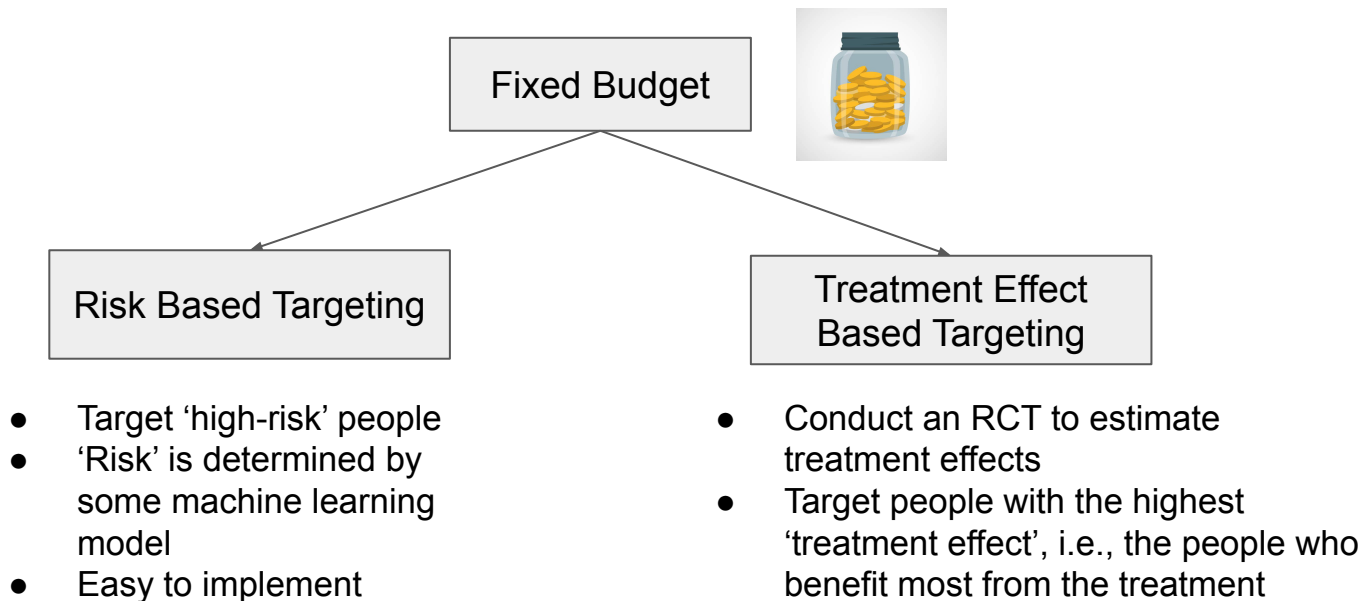 Fixed Budget
Risk Based Targeting
● Target ‘high-risk’ people
● ‘Risk’ is determined by
some machine learning
model
● Easy to implement
Treatment Effect
Based Targeting
● Conduct an RCT to estimate
treatment effects
● Target people with the highest
‘treatment effect’, i.e., the people who
benefit most from the treatment